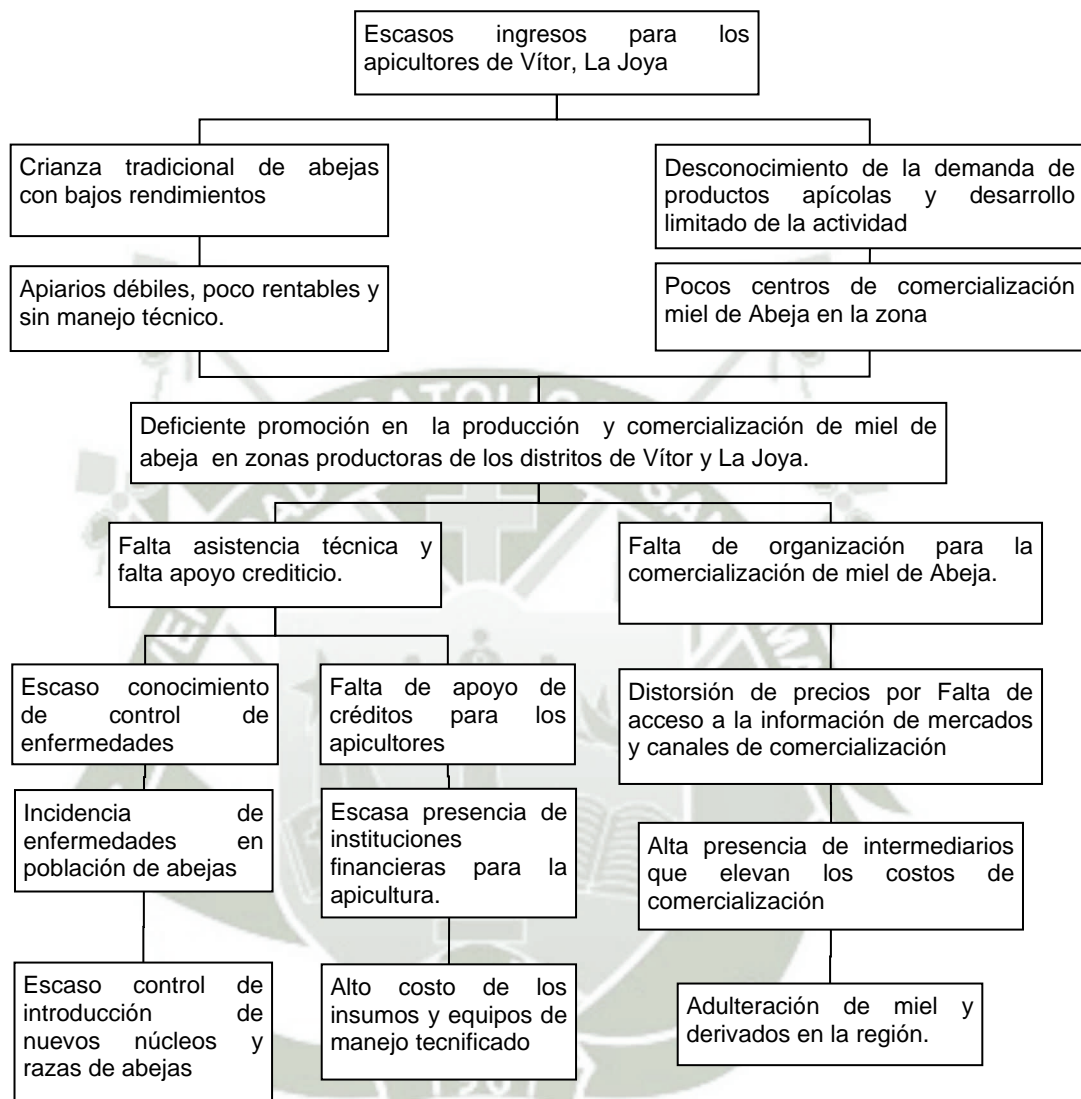 Escasos ingresos para los
apicultores de Vítor, La Joya
Crianza tradicional de abejas
con bajos rendimientos
Desconocimiento de la demanda de
productos apícolas y desarrollo
limitado de la actividad
Apiarios débiles, poco rentables y
sin manejo técnico.
Pocos centros de comercialización
miel de Abeja en la zona
Deficiente promoción en la producción y comercialización de miel de
abeja en zonas productoras de los distritos de Vítor y La Joya.
Falta asistencia técnica y
falta apoyo crediticio.
Falta de organización para la
comercialización de miel de Abeja.
Escaso conocimiento
de control de
enfermedades
Falta de apoyo de
créditos para los
apicultores
Distorsión de precios por Falta de
acceso a la información de mercados
y canales de comercialización
Incidencia de
enfermedades en
población de abejas
Escasa presencia de
instituciones
financieras para la
apicultura.
Alta presencia de intermediarios
que elevan los costos de
comercialización
Escaso control de
introducción de
nuevos núcleos y
razas de abejas
Alto costo de los
insumos y equipos de
manejo tecnificado
Adulteración de miel y
derivados en la región.